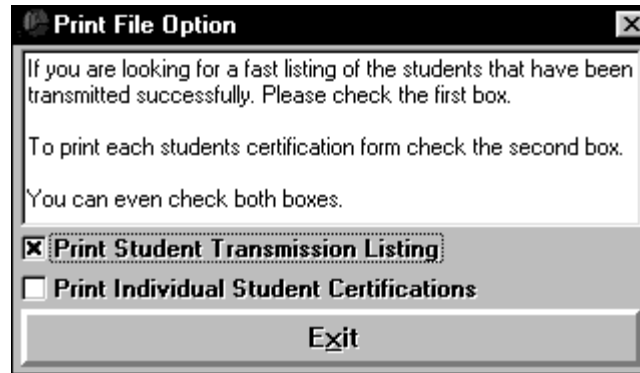 Print File Option
If you are looking for a fast listing of the students that have been
transmitted successfully. Please check the first box.
To print each students certification form check the second box.
You can even check both boxes.
Print Student Transmission Listing
Print Individual Student Certifications
Exit